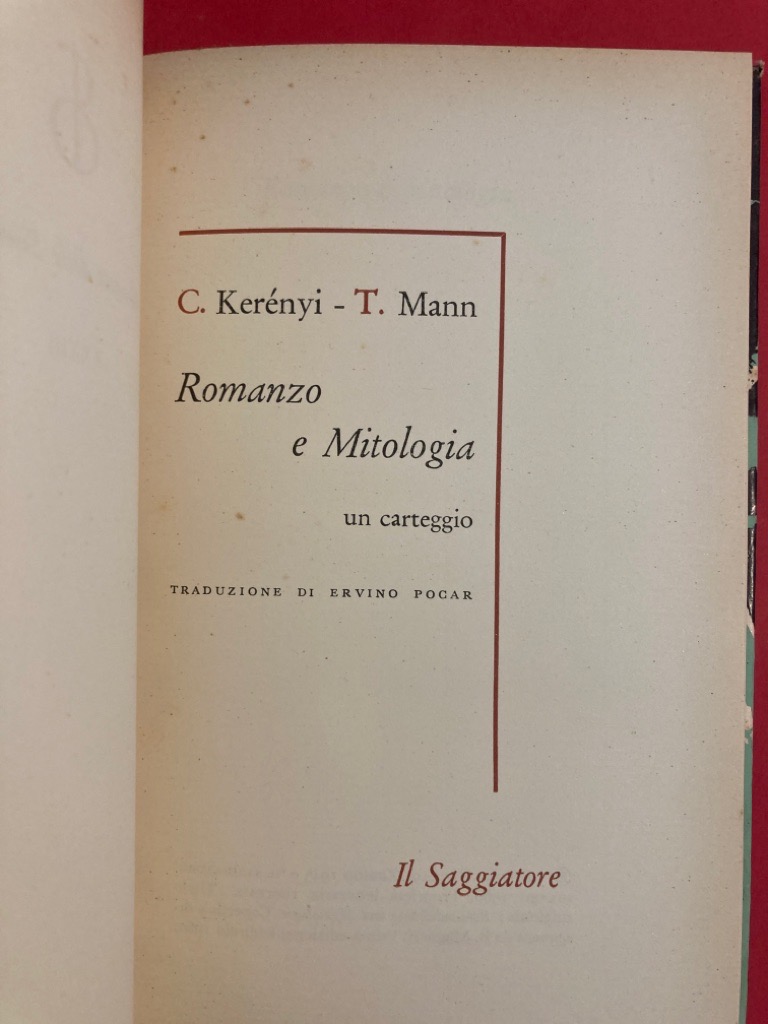 C. Kerényi - T. Mann
Romanzo
e Mitologia
un carteggio
TRADUZIONE DI ERVINO POCAR
Il Saggiatore